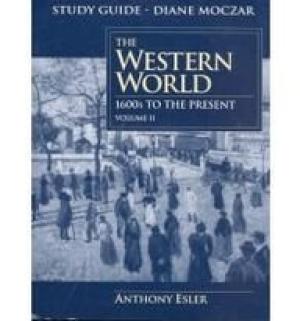 STUDY GUIDE - DIANE MOCZAR
THE
WESTERN
WORLD
1600s TO THE PRESENT
VOLUME II
ANTHONY ESLER